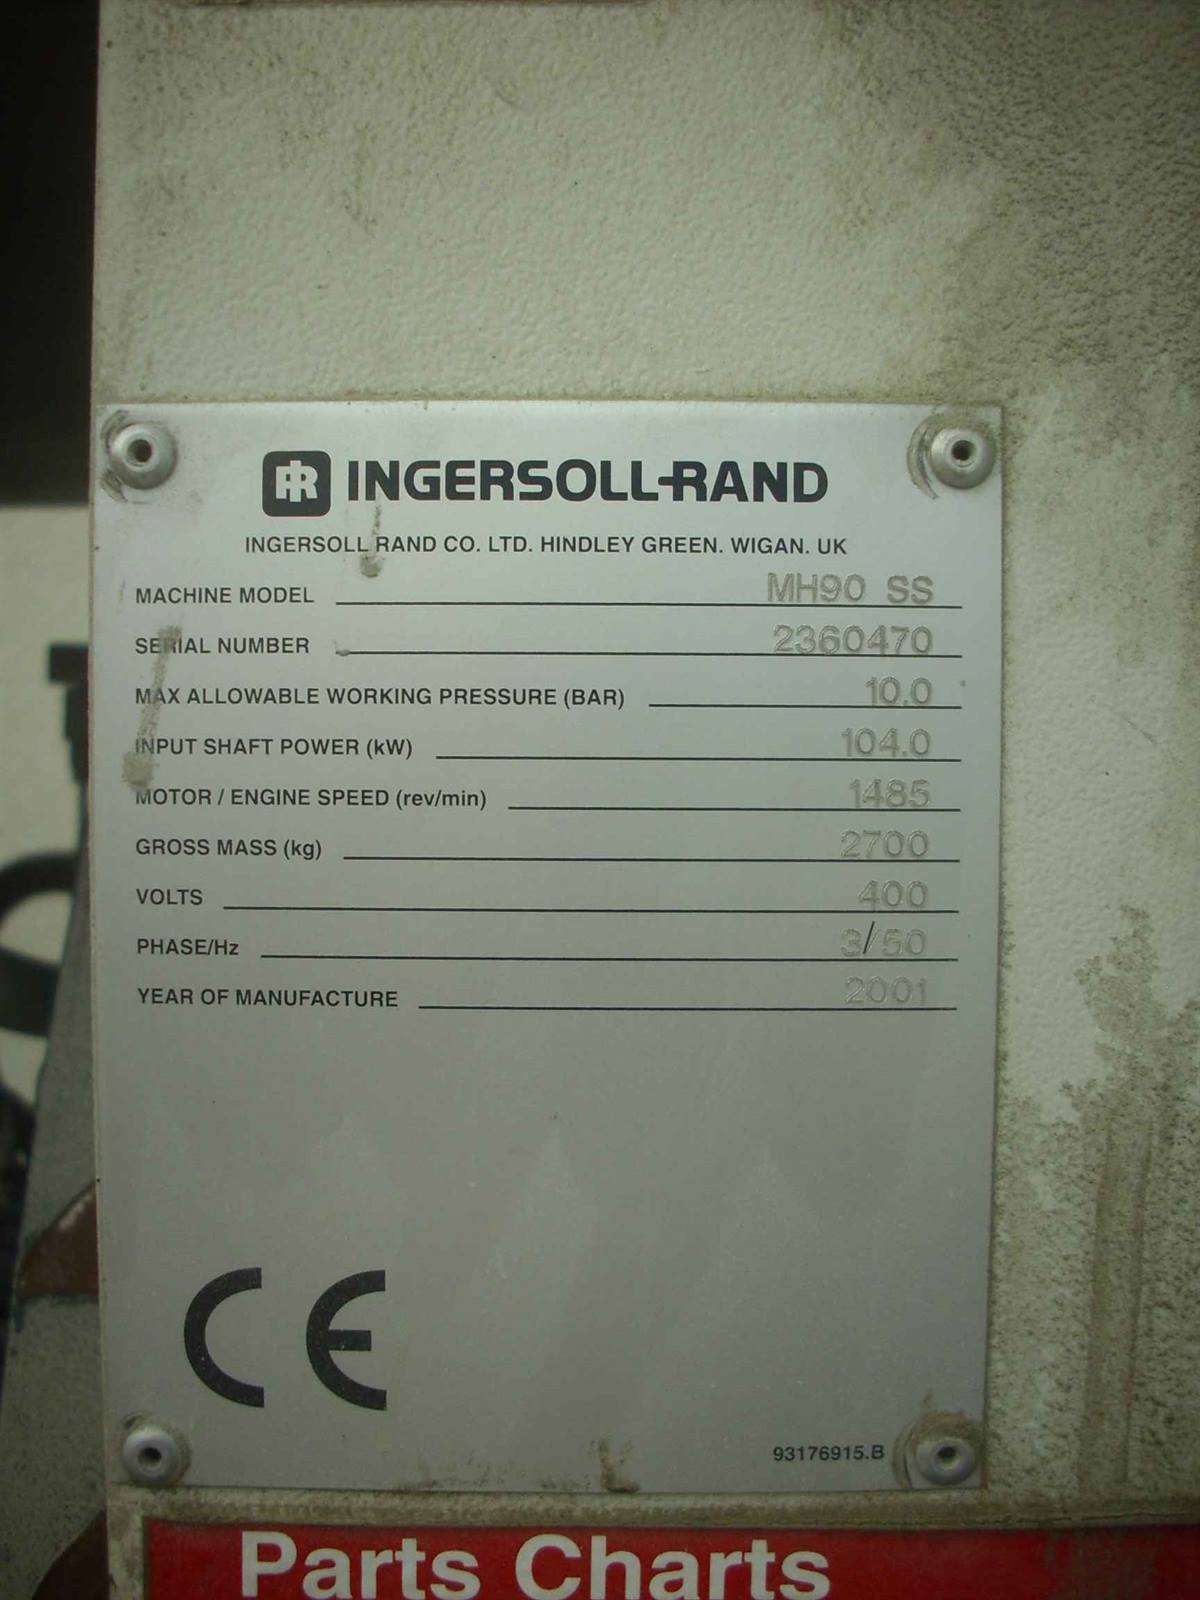 IR INGERSOLL-RAND
INGERSOLL RAND CO. LTD. HINDLEY GREEN. WIGAN. UK
MACHINE MODEL MH90 SS
SERIAL NUMBER 2360470
MAX ALLOWABLE WORKING PRESSURE (BAR) 10.0
INPUT SHAFT POWER (kW) 104.0
MOTOR / ENGINE SPEED (rev/min) 1485
GROSS MASS (kg) 2700
VOLTS 400
PHASE/Hz 3/50
YEAR OF MANUFACTURE 2001
CE
93176915.B
Parts Charts